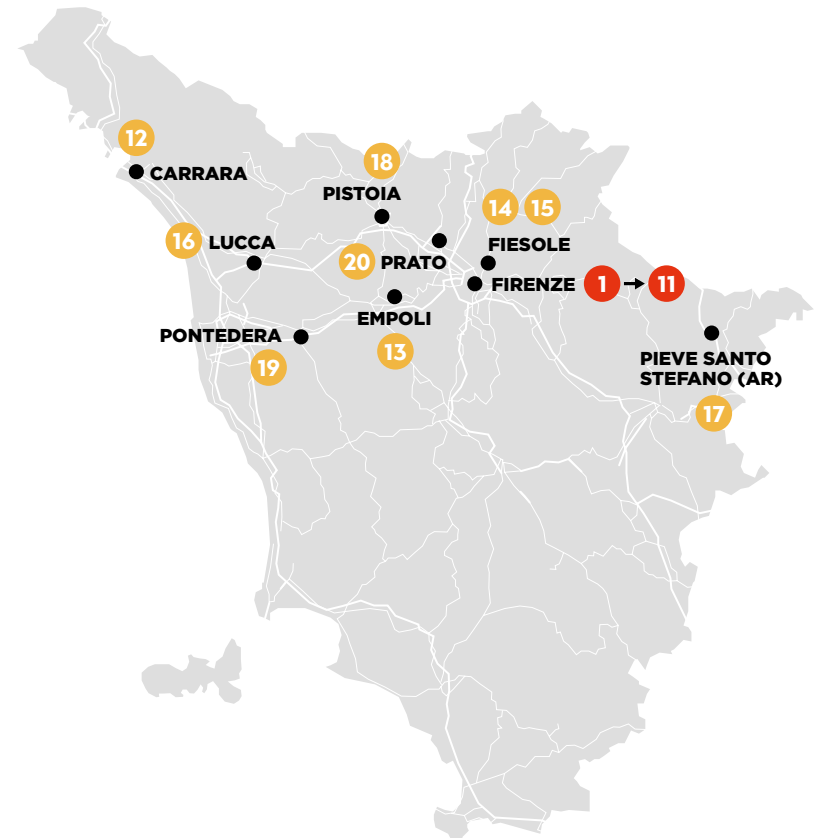 12
CARRARA
18
PISTOIA
14 15
16 LUCCA
FIESOLE
20 PRATO
FIRENZE 1 → 11
EMPOLI
PONTEDERA
13
19
PIEVE SANTO
STEFANO (AR)
17